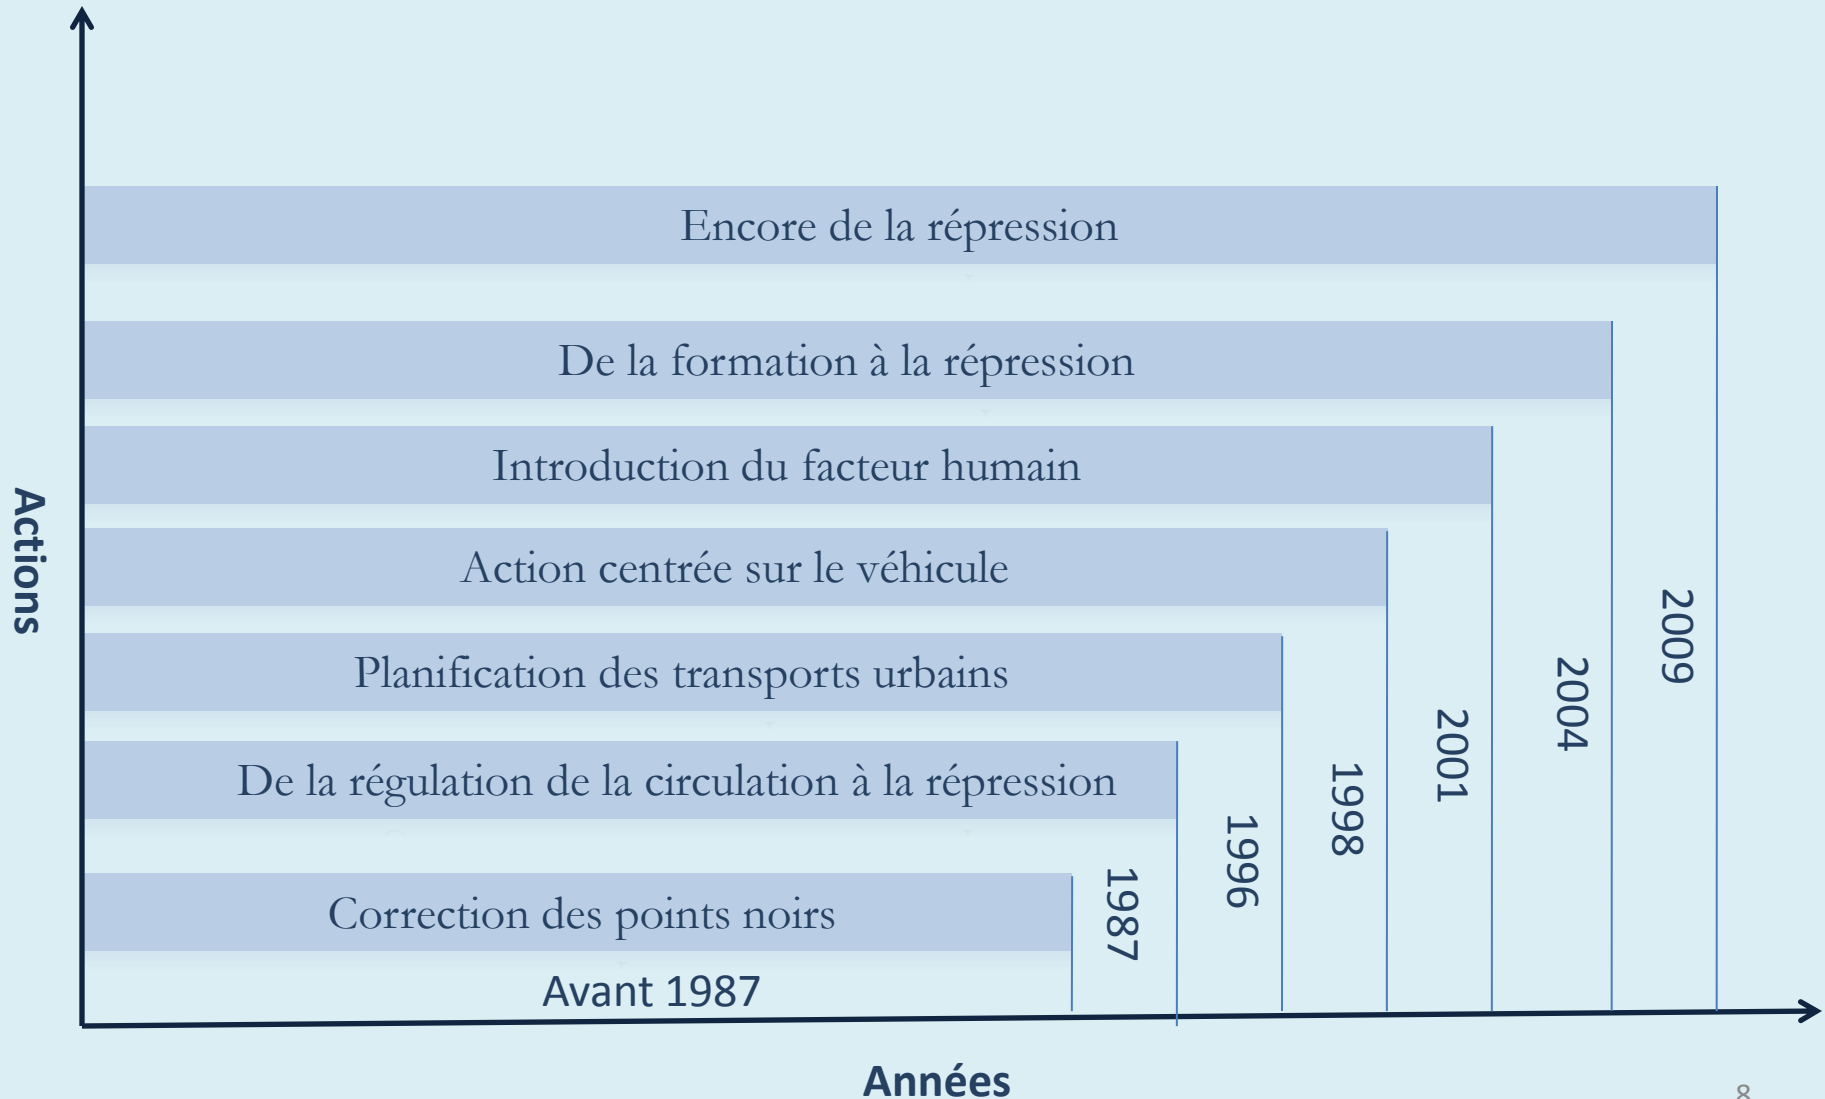 Encore de la répression
De la formation à la répression
Introduction du facteur humain
Action centrée sur le véhicule
Planification des transports urbains
De la régulation de la circulation à la répression
Correction des points noirs
Avant 1987
1987
1996
1998
2001
2004
2009
Actions
Années
8